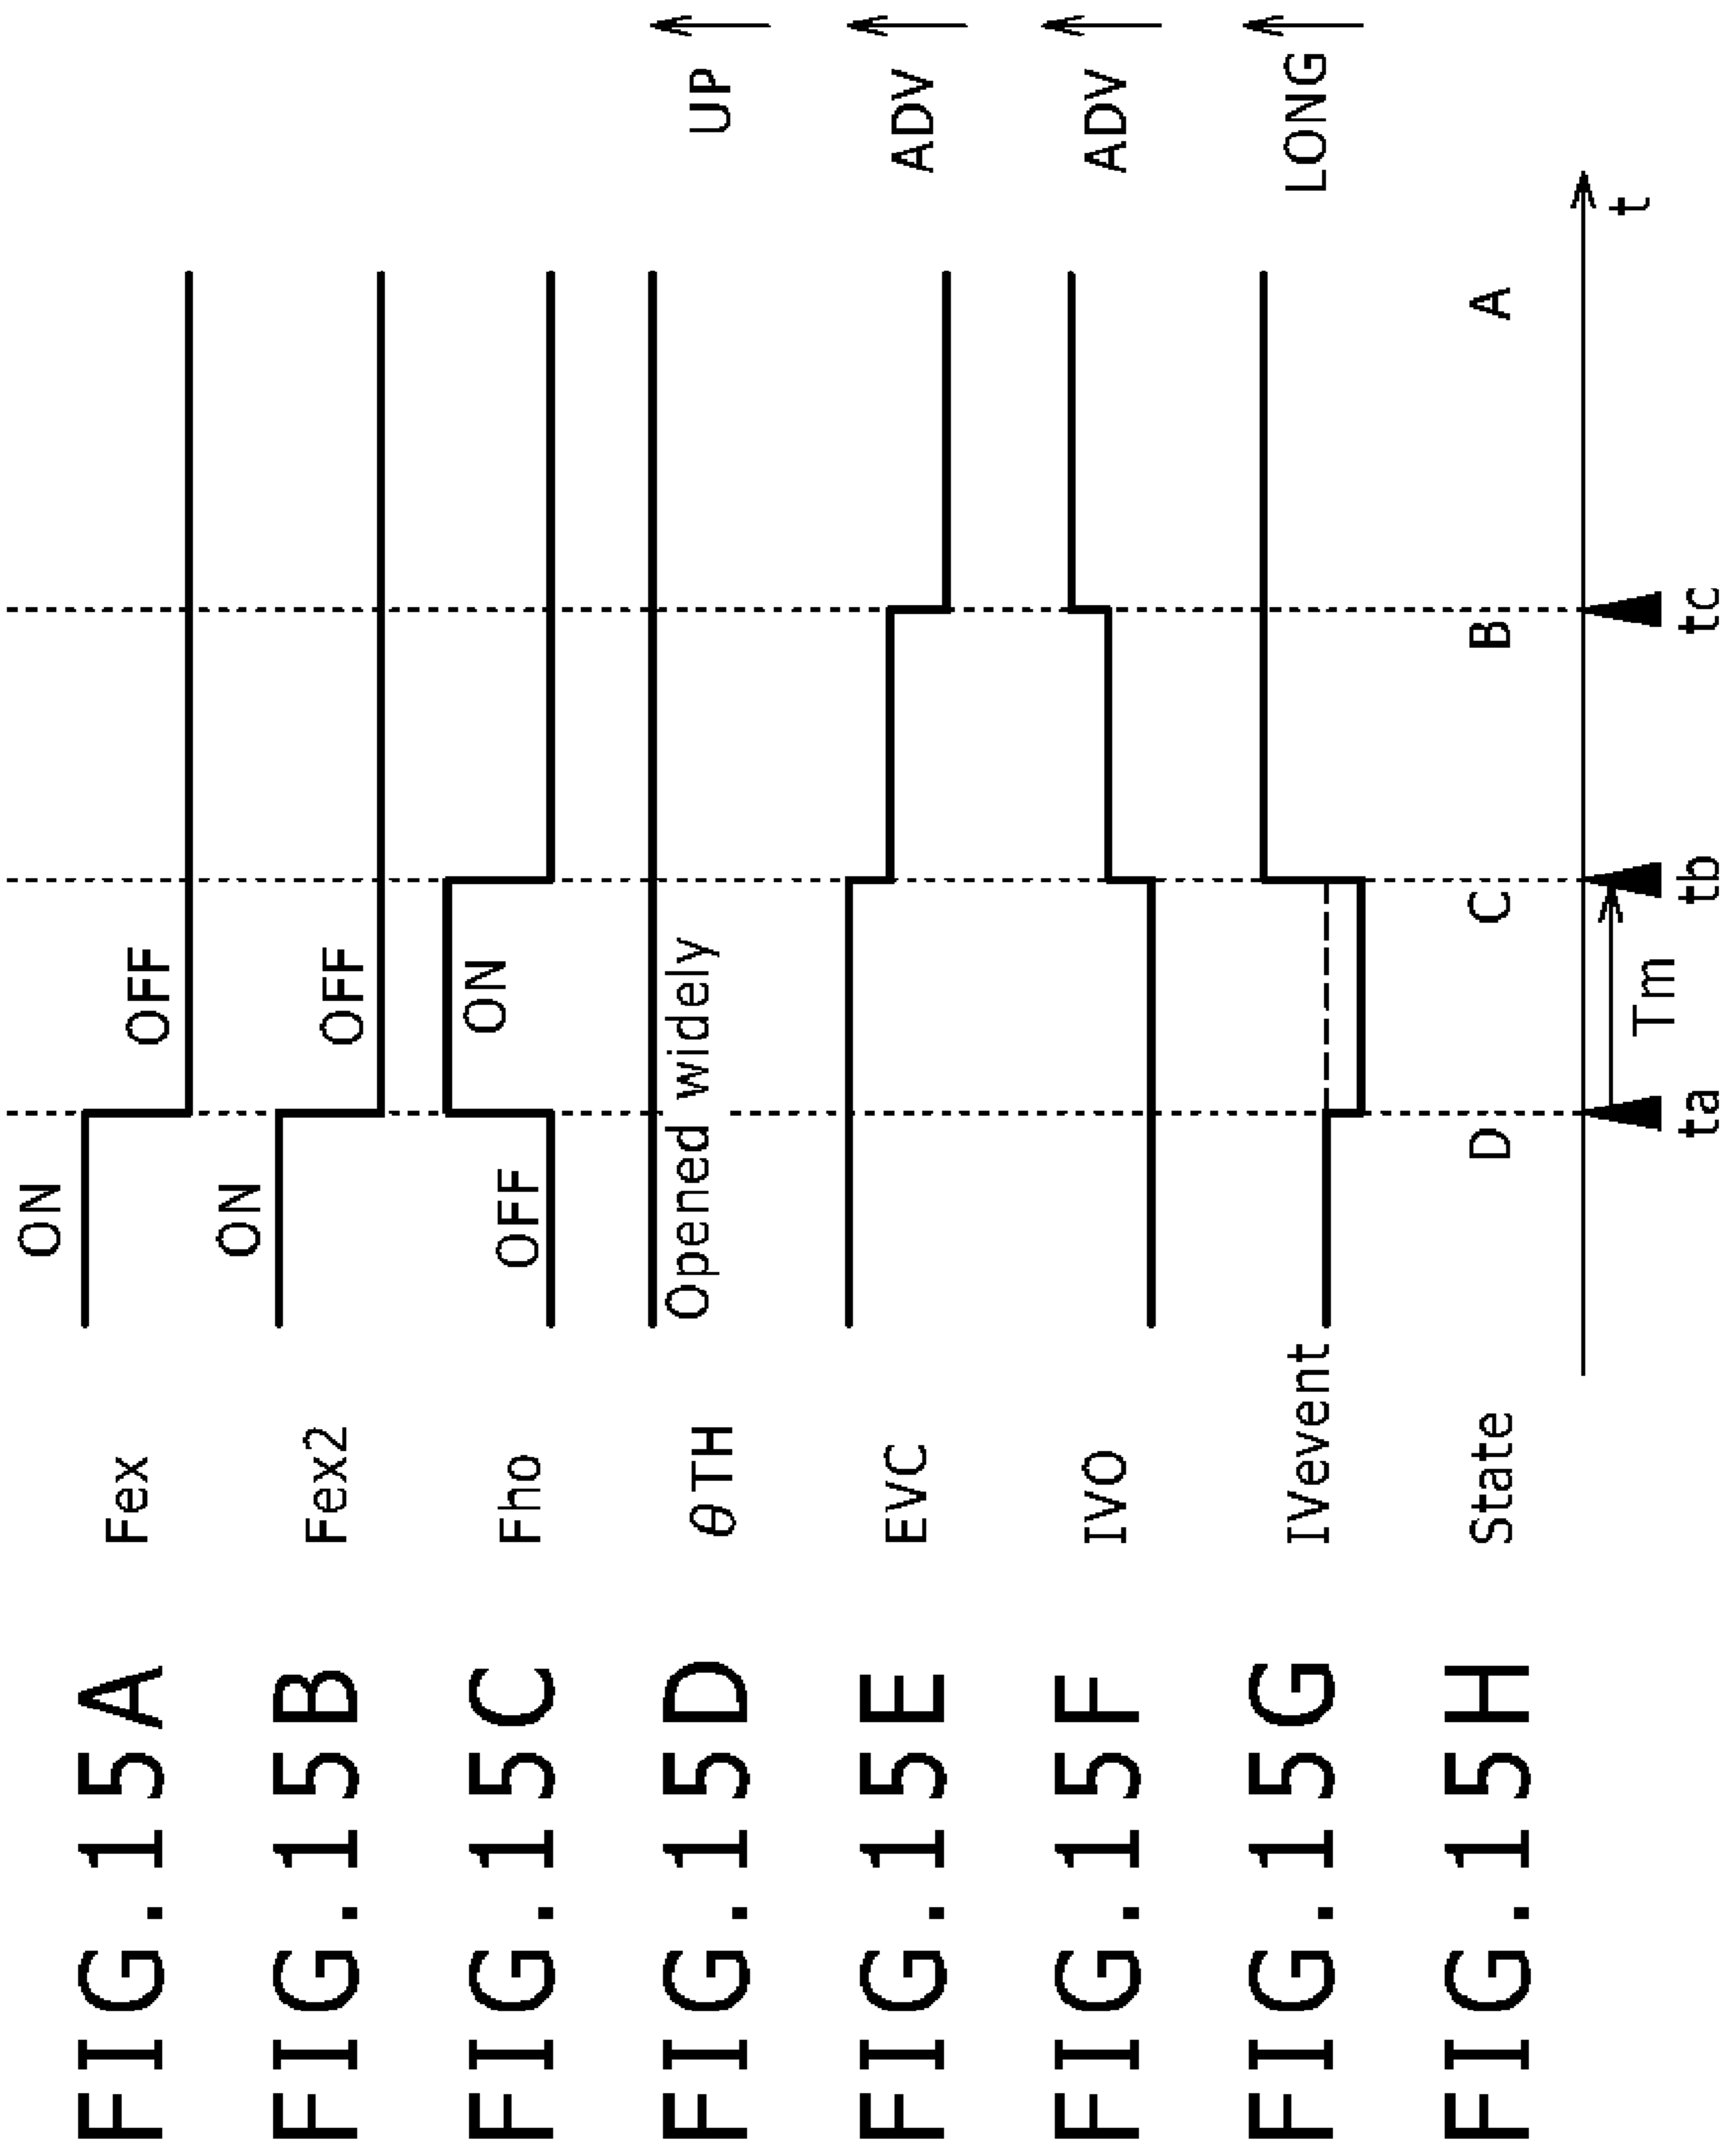 FIG.15A Fex ON OFF
FIG.15B Fex2 ON OFF
FIG.15C Fho OFF ON
FIG.15D θTH Opened widely UP
FIG.15E EVC ADV
FIG.15F IVO ADV
FIG.15G IVevent LONG
FIG.15H State D C B A
t
Tm
ta tb tc